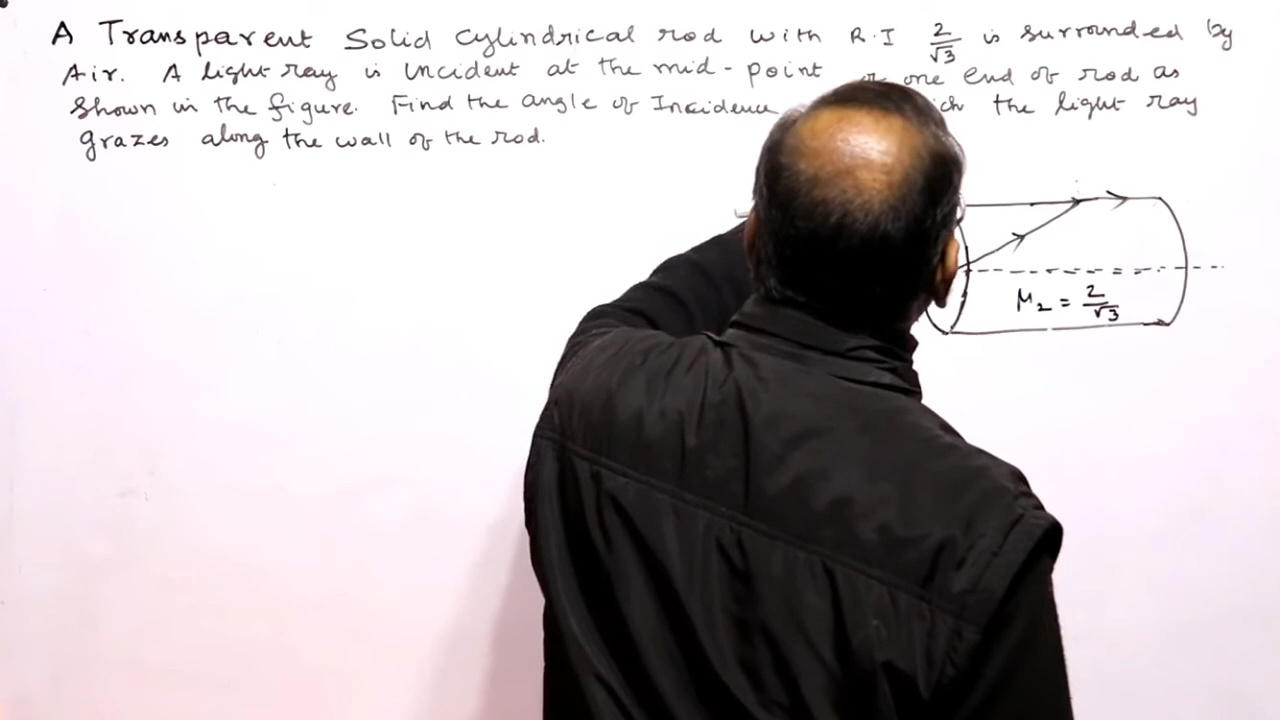 A Transparent Solid Cylindrical rod with R.I 2/√3 is surrounded by
Air. A light ray is Incident at the mid-point one end of rod as
shown in the figure. Find the angle of Incidence the light ray
grazes along the wall of the rod.
μ₂ = 2/√3